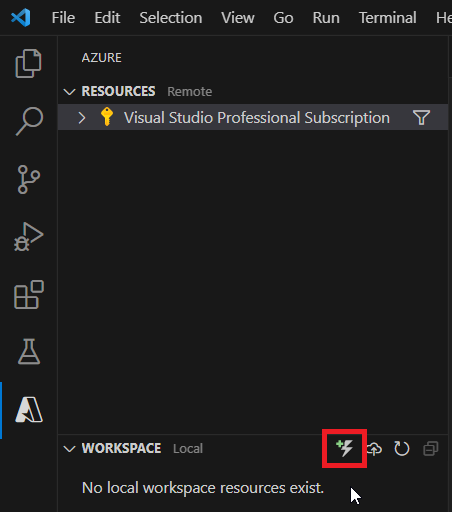 File Edit Selection View Go Run Terminal He
AZURE
RESOURCES Remote
Visual Studio Professional Subscription
WORKSPACE Local
No local workspace resources exist.